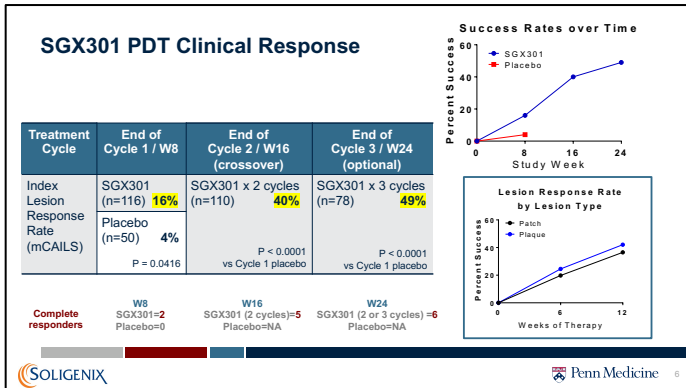 SGX301 PDT Clinical Response
Treatment
Cycle
End of
Cycle 1 / W8
End of
Cycle 2 / W16
(crossover)
End of
Cycle 3 / W24
(optional)
Index
Lesion
Response
Rate
(mCAILS)
SGX301
(n=116) 16%
Placebo
(n=50) 4%
P = 0.0416
SGX301 x 2 cycles
(n=110) 40%
P < 0.0001
vs Cycle 1 placebo
SGX301 x 3 cycles
(n=78) 49%
P < 0.0001
vs Cycle 1 placebo
Complete
responders
W8
SGX301=2
Placebo=0
W16
SGX301 (2 cycles)=5
Placebo=NA
W24
SGX301 (2 or 3 cycles) =6
Placebo=NA
Success Rates over Time
Percent Success
60
40
20
0
SGX301
Placebo
0 8 16 24
Study Week
Lesion Response Rate
by Lesion Type
Percent Success
60
40
20
0
Patch
Plaque
0 6 12
Weeks of Therapy
SOLIGENIX
Penn Medicine
6